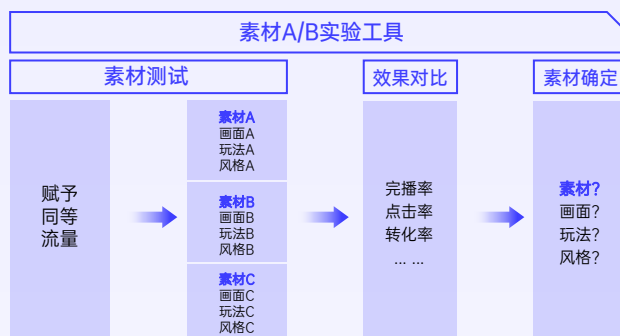 素材A/B实验工具
素材测试
效果对比
素材确定
赋予
同等
流量
素材A
画面A
玩法A
风格A
素材B
画面B
玩法B
风格B
素材C
画面C
玩法C
风格C
完播率
点击率
转化率
... ...
素材?
画面?
玩法?
风格?